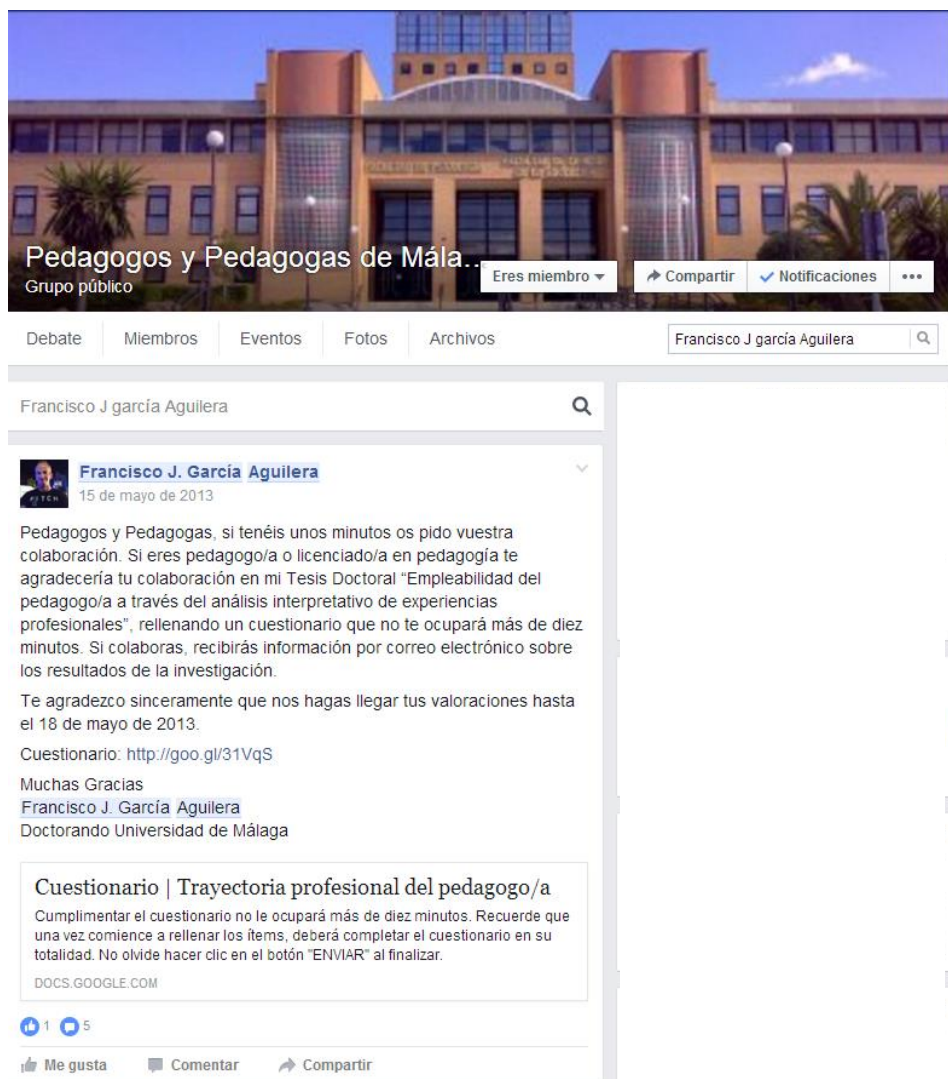 Pedagogos y Pedagogas de Mála...
Grupo público
Eres miembro
Compartir
Notificaciones
Debate
Miembros
Eventos
Fotos
Archivos
Francisco J garcía Aguilera
Francisco J garcía Aguilera
Francisco J. García Aguilera
15 de mayo de 2013
Pedagogos y Pedagogas, si tenéis unos minutos os pido vuestra
colaboración. Si eres pedagogo/a o licenciado/a en pedagogía te
agradecería tu colaboración en mi Tesis Doctoral “Empleabilidad del
pedagogo/a a través del análisis interpretativo de experiencias
profesionales”, rellenando un cuestionario que no te ocupará más de diez
minutos. Si colaboras, recibirás información por correo electrónico sobre
los resultados de la investigación.
Te agradezco sinceramente que nos hagas llegar tus valoraciones hasta
el 18 de mayo de 2013.
Cuestionario: http://goo.gl/31VqS
Muchas Gracias
Francisco J. García Aguilera
Doctorando Universidad de Málaga
Cuestionario | Trayectoria profesional del pedagogo/a
Cumplimentar el cuestionario no le ocupará más de diez minutos. Recuerde que
una vez comience a rellenar los ítems, deberá completar el cuestionario en su
totalidad. No olvide hacer clic en el botón "ENVIAR" al finalizar.
DOCS.GOOGLE.COM
1 5
Me gusta
Comentar
Compartir